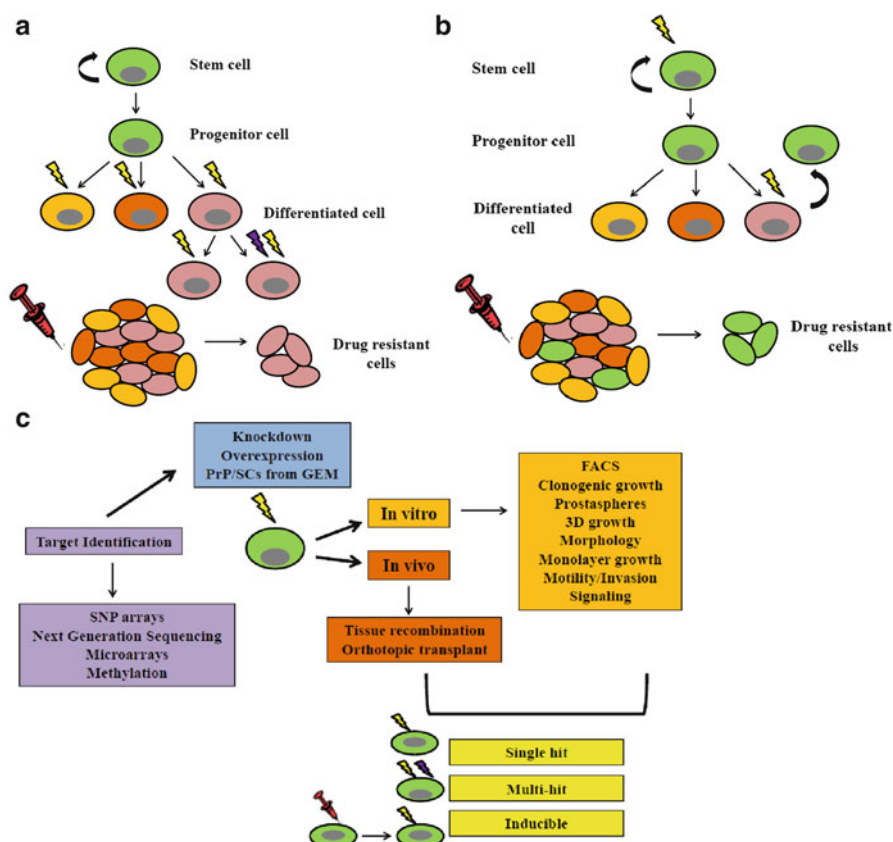 a
Stem cell
Progenitor cell
Differentiated cell
Drug resistant
cells
b
Stem cell
Progenitor cell
Differentiated
cell
Drug resistant
cells
c
Knockdown
Overexpression
PrP/SCs from GEM
Target Identification
SNP arrays
Next Generation Sequencing
Microarrays
Methylation
In vitro
In vivo
FACS
Clonogenic growth
Prostaspheres
3D growth
Morphology
Monolayer growth
Motility/Invasion
Signaling
Tissue recombination
Orthotopic transplant
Single hit
Multi-hit
Inducible